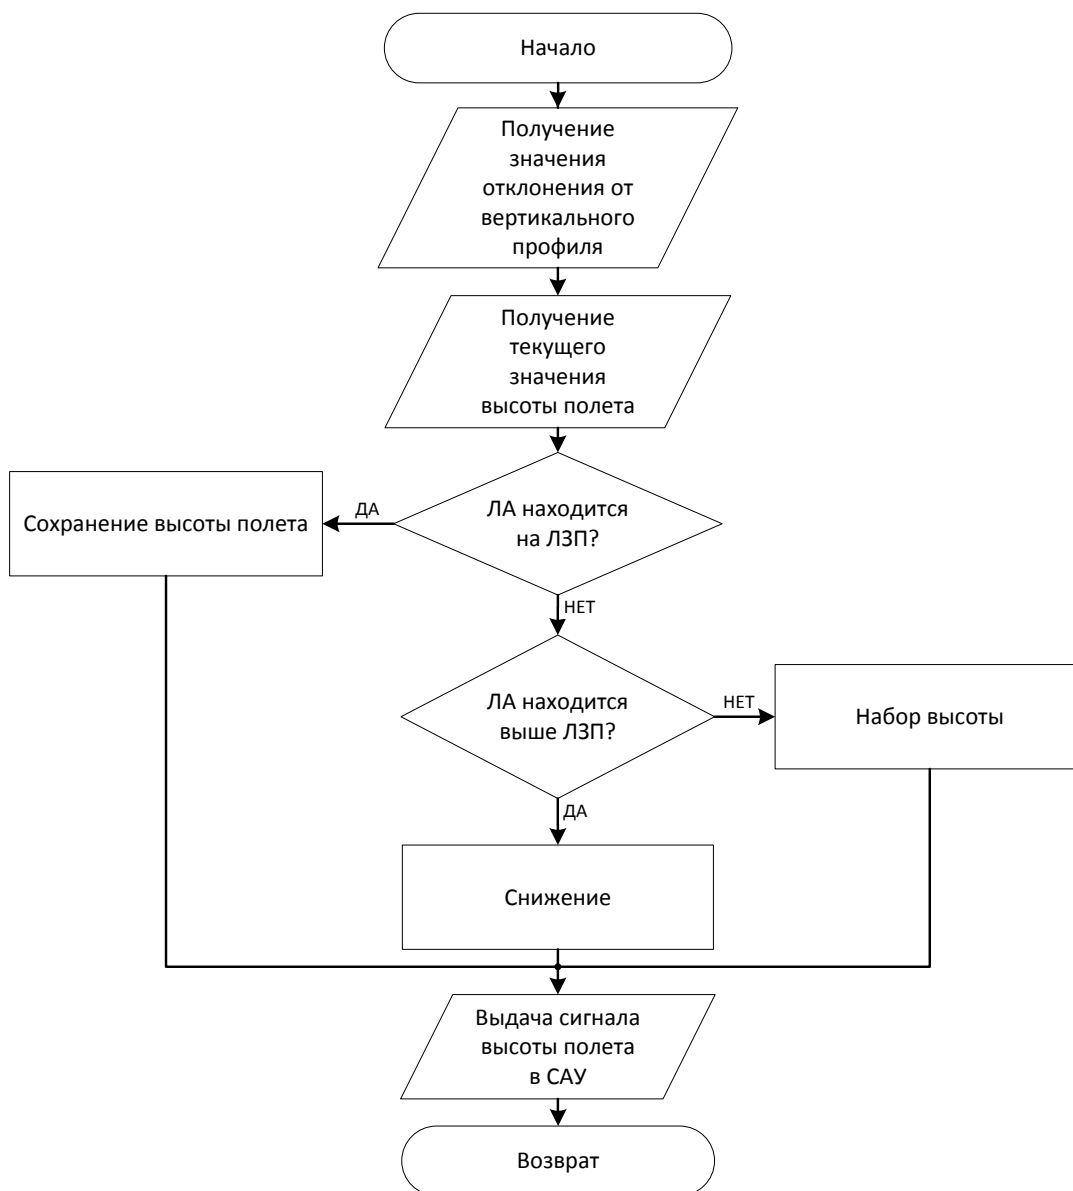 Начало
Получение
значения
отклонения от
вертикального
профиля
Получение
текущего
значения
высоты полета
ЛА находится
на ЛЗП?
ДА
Сохранение высоты полета
НЕТ
ЛА находится
выше ЛЗП?
НЕТ
Набор высоты
ДА
Снижение
Выдача сигнала
высоты полета
в САУ
Возврат